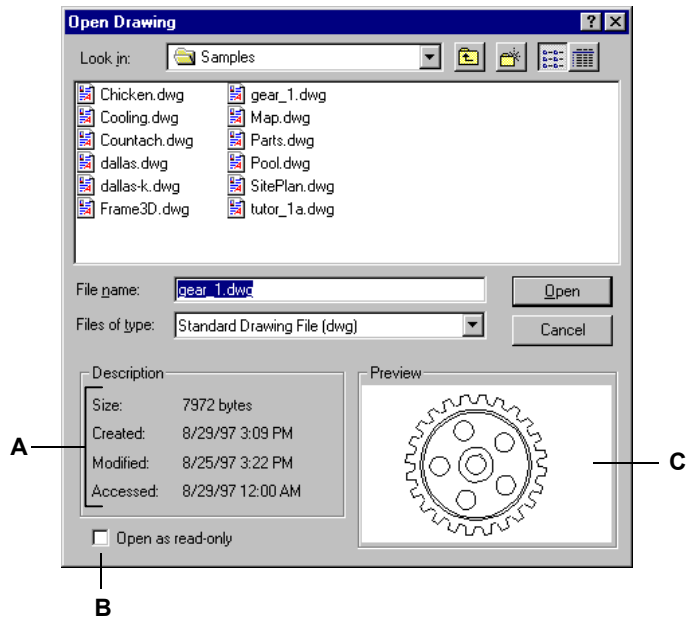 Open Drawing
Look in: Samples
Chicken.dwg gear_1.dwg
Cooling.dwg Map.dwg
Countach.dwg Parts.dwg
dallas.dwg Pool.dwg
dallas-k.dwg SitePlan.dwg
Frame3D.dwg tutor_1a.dwg
File name: gear_1.dwg Open
Files of type: Standard Drawing File (dwg) Cancel
Description Preview
Size: 7972 bytes
Created: 8/29/97 3:09 PM
A
Modified: 8/25/97 3:22 PM
C
Accessed: 8/29/97 12:00 AM
Open as read-only
B